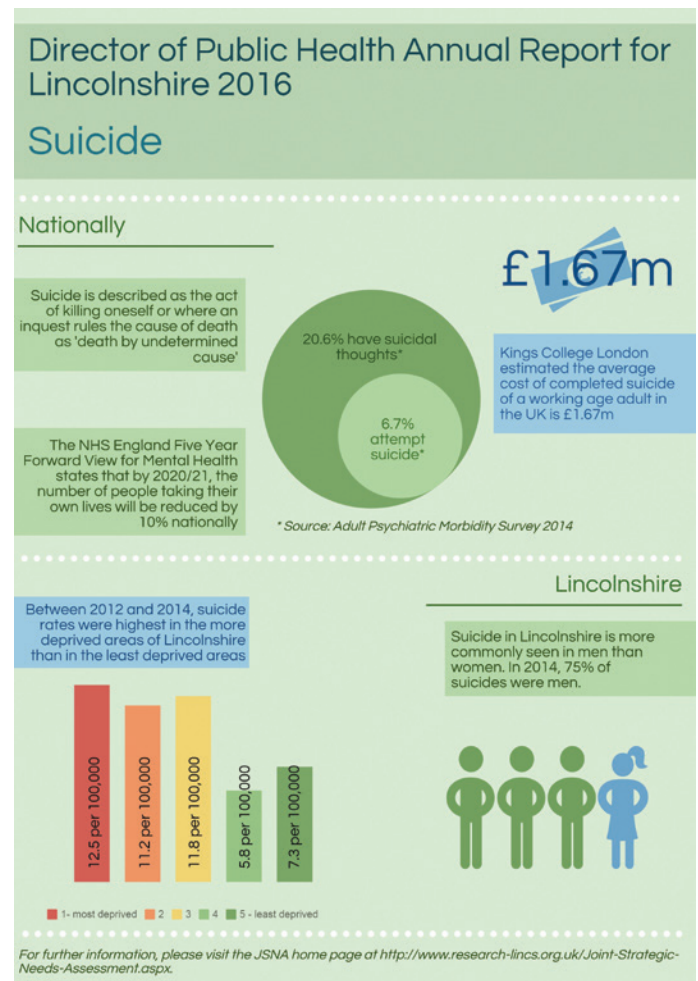 Director of Public Health Annual Report for
Lincolnshire 2016
Suicide
Nationally
Suicide is described as the act
of killing oneself or where an
inquest rules the cause of death
as 'death by undetermined
cause'
The NHS England Five Year
Forward View for Mental Health
states that by 2020/21, the
number of people taking their
own lives will be reduced by
10% nationally
20.6% have suicidal
thoughts*
6.7%
attempt
suicide*
* Source: Adult Psychiatric Morbidity Survey 2014
£1.67m
Kings College London
estimated the average
cost of completed suicide
of a working age adult in
the UK is £1.67m
Between 2012 and 2014, suicide
rates were highest in the more
deprived areas of Lincolnshire
than in the least deprived areas
12.5 per 100,000
11.2 per 100,000
11.8 per 100,000
5.8 per 100,000
7.3 per 100,000
1- most deprived 2 3 4 5 - least deprived
Lincolnshire
Suicide in Lincolnshire is more
commonly seen in men than
women. In 2014, 75% of
suicides were men.
For further information, please visit the JSNA home page at http://www.research-lincs.org.uk/Joint-Strategic-
Needs-Assessment.aspx.